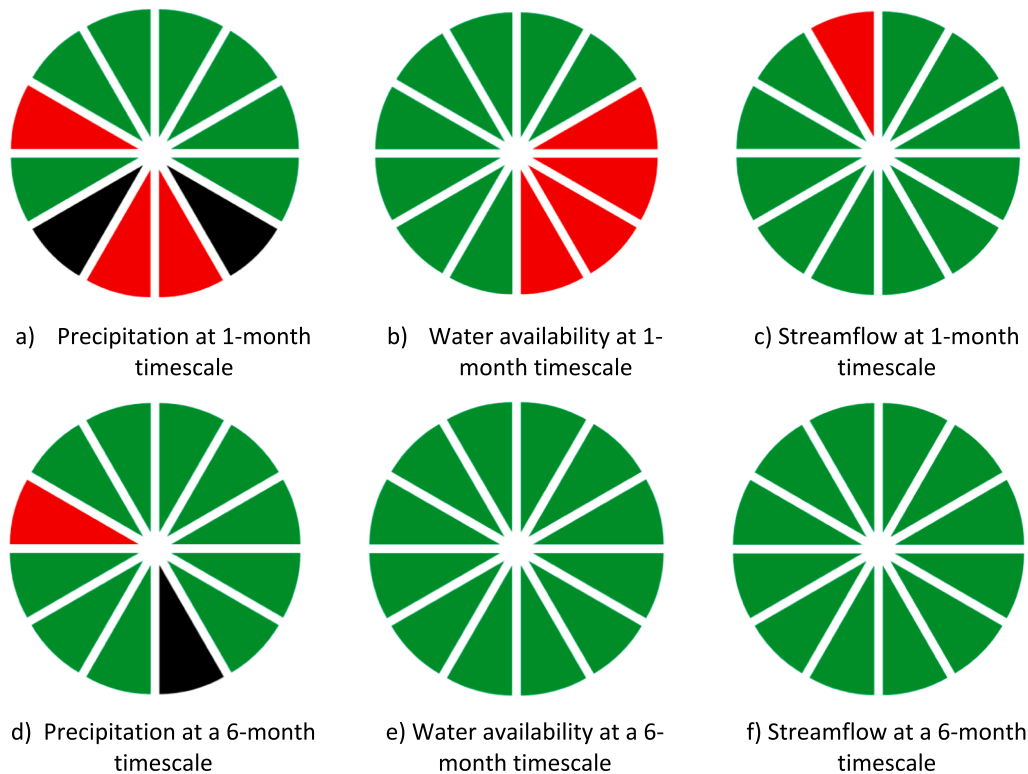 a) Precipitation at 1-month
timescale
b) Water availability at 1-
month timescale
c) Streamflow at 1-month
timescale
d) Precipitation at a 6-month
timescale
e) Water availability at a 6-
month timescale
f) Streamflow at a 6-month
timescale